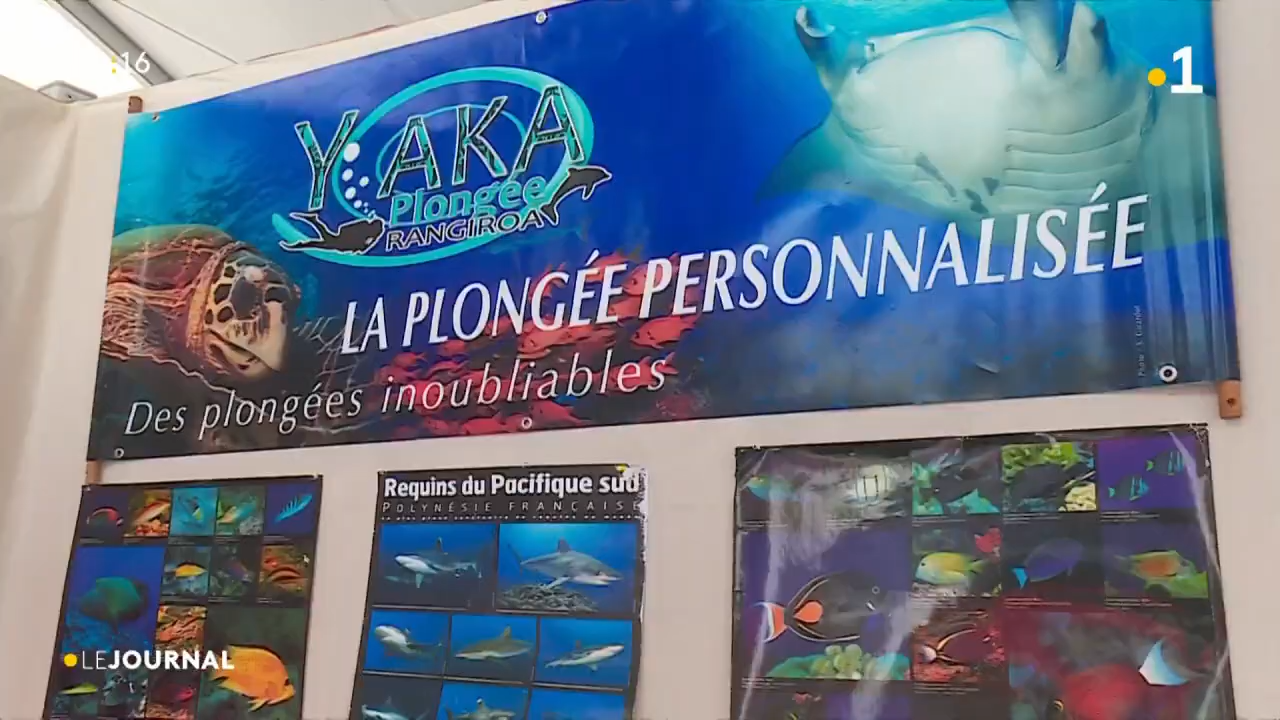 :16
1
YAKA
Plongée
RANGIROA
LA PLONGÉE PERSONNALISÉE
Des plongées inoubliables
Requins du Pacifique sud
POLYNÉSIE FRANÇAISE
LEJOURNAL